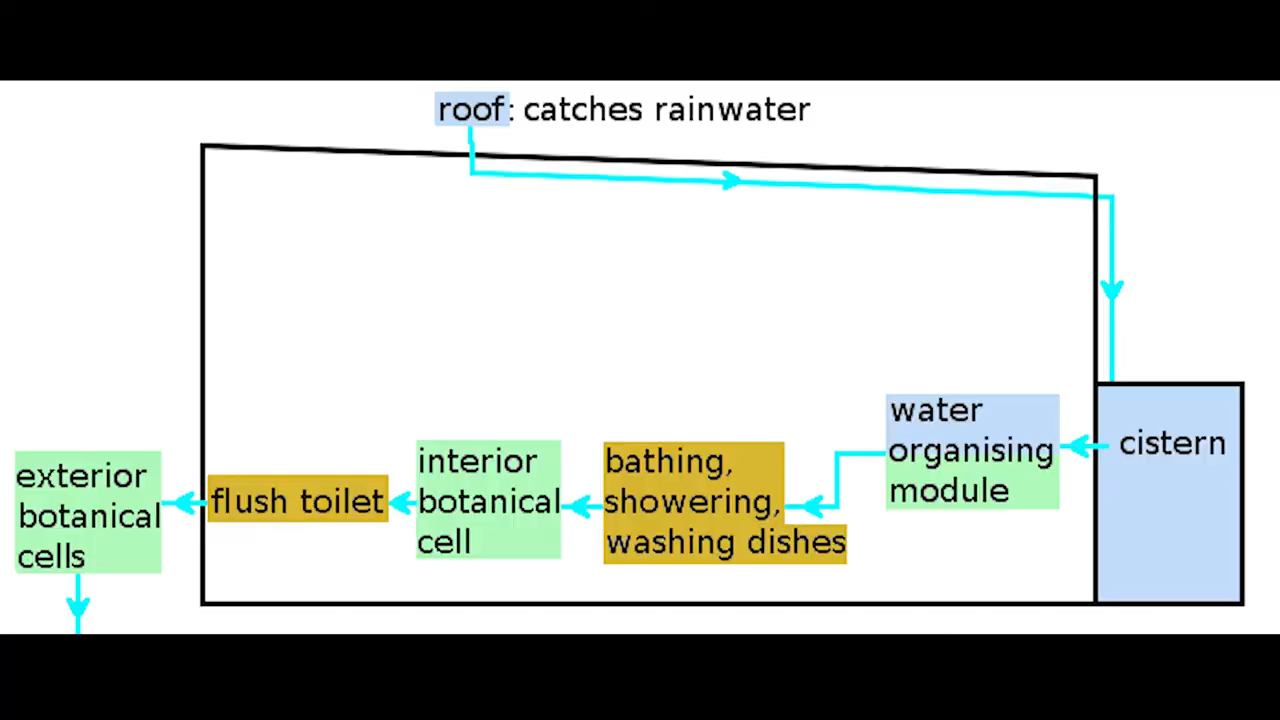 roof: catches rainwater
water
organising
module
cistern
bathing,
showering,
washing dishes
interior
botanical
cell
flush toilet
exterior
botanical
cells